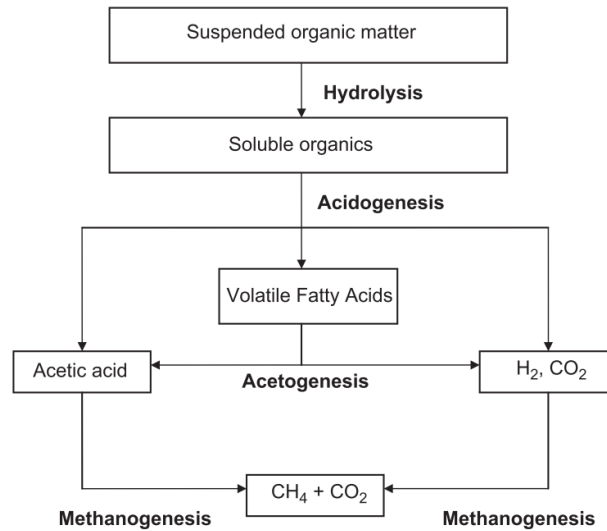 Suspended organic matter
Hydrolysis
Soluble organics
Acidogenesis
Volatile Fatty Acids
Acetic acid
Acetogenesis
H₂, CO₂
CH₄ + CO₂
Methanogenesis
Methanogenesis